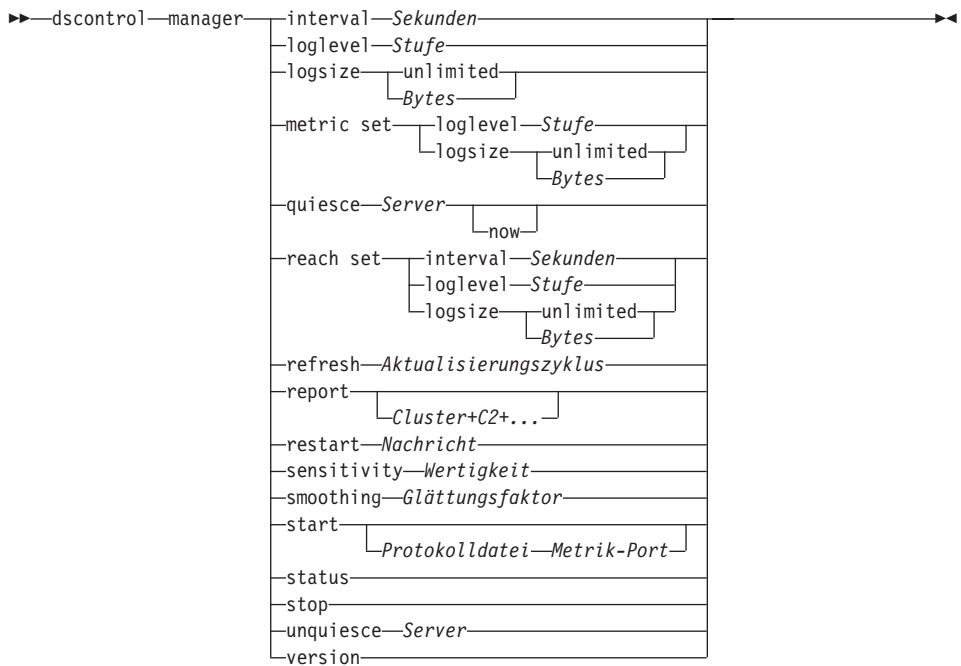 dscontrol manager interval Sekunden
loglevel Stufe
logsize unlimited
Bytes
metric set loglevel Stufe
logsize unlimited
Bytes
quiesce Server
now
reach set interval Sekunden
loglevel Stufe
logsize unlimited
Bytes
refresh Aktualisierungszyklus
report
Cluster+C2+...
restart Nachricht
sensitivity Wertigkeit
smoothing Glättungsfaktor
start
Protokolldatei Metrik-Port
status
stop
unquiesce Server
version